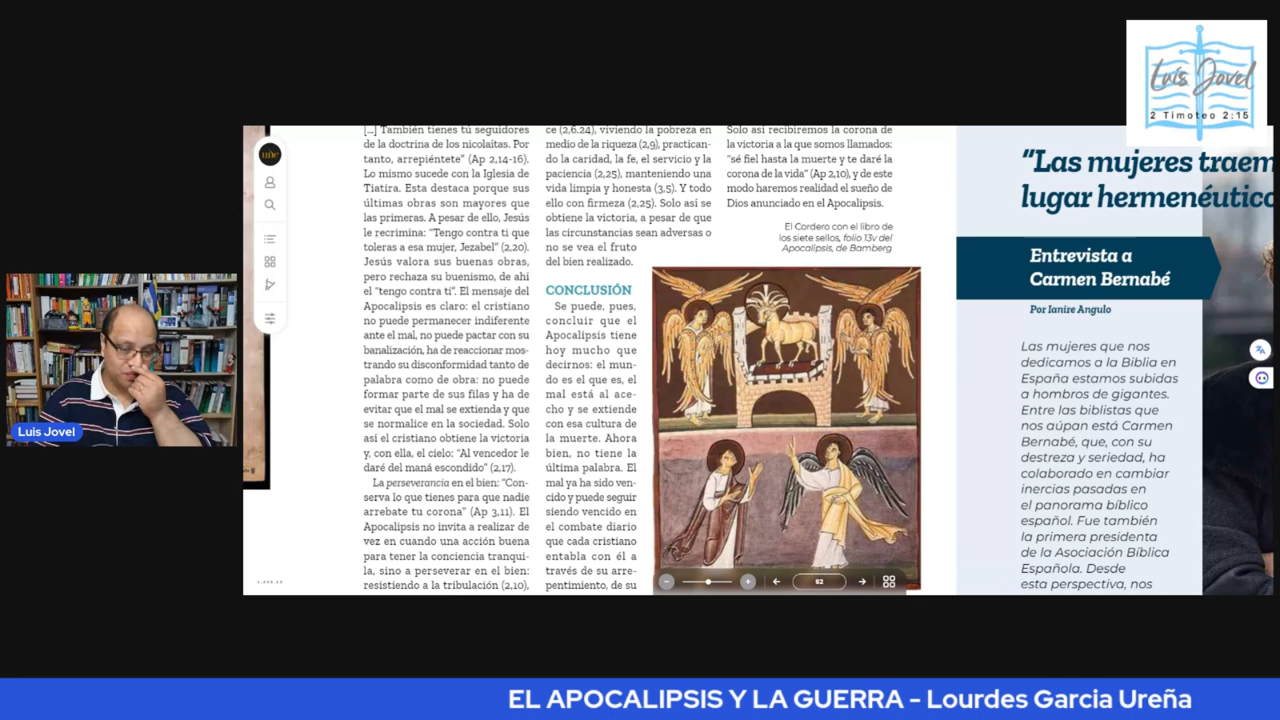 Luis Jovel
2 Timoteo 2:15
[...] También tienes tú seguidores
de la doctrina de los nicolaítas. Por
tanto, arrepiéntete” (Ap 2,14-16).
Lo mismo sucede con la Iglesia de
Tiatira. Esta destaca porque sus
últimas obras son mayores que
las primeras. A pesar de ello, Jesús
le recrimina: “Tengo contra ti que
toleras a esa mujer, Jezabel” (2,20).
Jesús valora sus buenas obras,
pero rechaza su buenismo, de ahí
el “tengo contra ti”. El mensaje del
Apocalipsis es claro: el cristiano
no puede permanecer indiferente
ante el mal, no puede pactar con su
banalización, ha de reaccionar mos-
trando su disconformidad tanto de
palabra como de obra: no puede
formar parte de sus filas y ha de
evitar que el mal se extienda y que
se normalice en la sociedad. Solo
así el cristiano obtiene la victoria
y, con ella, el cielo: “Al vencedor le
daré del maná escondido” (2,17).
La perseverancia en el bien: “Con-
serva lo que tienes para que nadie
arrebate tu corona” (Ap 3,11). El
Apocalipsis no invita a realizar de
vez en cuando una acción buena
para tener la conciencia tranqui-
la, sino a perseverar en el bien:
resistiendo a la tribulación (2,10),
ce (2,6.24), viviendo la pobreza en
medio de la riqueza (2,9), practican-
do la caridad, la fe, el servicio y la
paciencia (2,25), manteniendo una
vida limpia y honesta (3,5). Y todo
ello con firmeza (2,25). Solo así se
obtiene la victoria, a pesar de que
las circunstancias sean adversas o
no se vea el fruto
del bien realizado.
CONCLUSIÓN
Se puede, pues,
concluir que el
Apocalipsis tiene
hoy mucho que
decirnos: el mun-
do es el que es, el
mal está al ace-
cho y se extiende
con esa cultura de
la muerte. Ahora
bien, no tiene la
última palabra. El
mal ya ha sido ven-
cido y puede seguir
siendo vencido en
el combate diario
que cada cristiano
entabla con él a
través de su arre-
pentimiento, de su
Solo así recibiremos la corona de
la victoria a la que somos llamados:
“sé fiel hasta la muerte y te daré la
corona de la vida” (Ap 2,10), y de este
modo haremos realidad el sueño de
Dios anunciado en el Apocalipsis.
El Cordero con el libro de
los siete sellos, folio 13v del
Apocalipsis, de Bamberg
82
“Las mujeres traem
lugar hermenéutico
Entrevista a
Carmen Bernabé
Por Ianire Angulo
Las mujeres que nos
dedicamos a la Biblia en
España estamos subidas
a hombros de gigantes.
Entre las biblistas que
nos aúpan está Carmen
Bernabé, que, con su
destreza y seriedad, ha
colaborado en cambiar
inercias pasadas en
el panorama bíblico
español. Fue también
la primera presidenta
de la Asociación Bíblica
Española. Desde
esta perspectiva, nos
Luis Jovel
EL APOCALIPSIS Y LA GUERRA - Lourdes Garcia Ureña